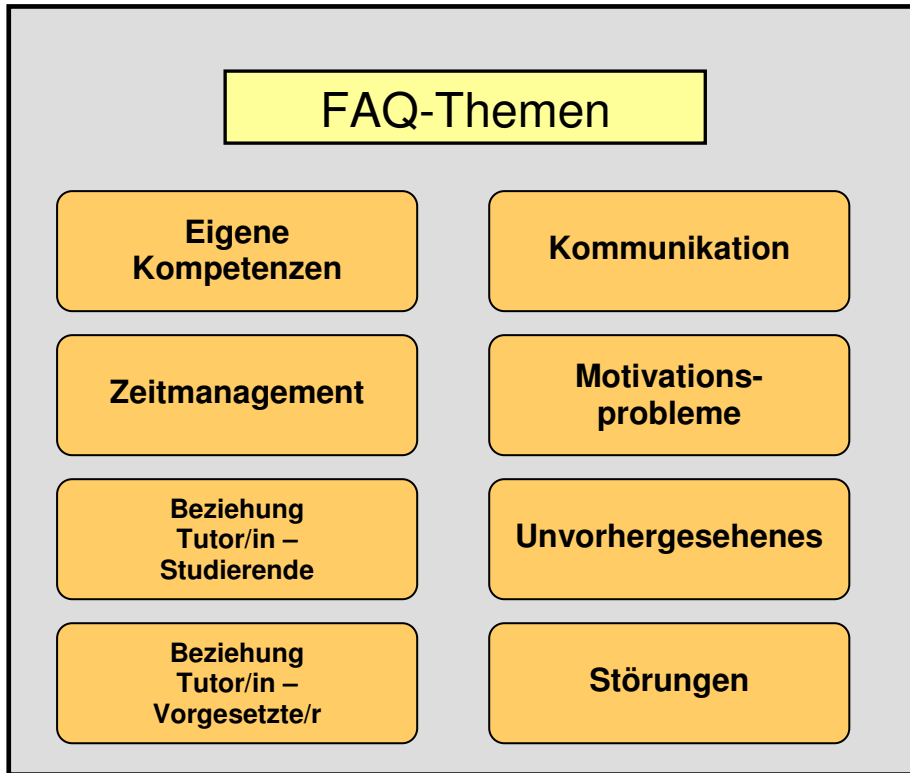 FAQ-Themen
Eigene
Kompetenzen
Kommunikation
Zeitmanagement
Motivations-
probleme
Beziehung
Tutor/in –
Studierende
Unvorhergesehenes
Beziehung
Tutor/in –
Vorgesetzte/r
Störungen